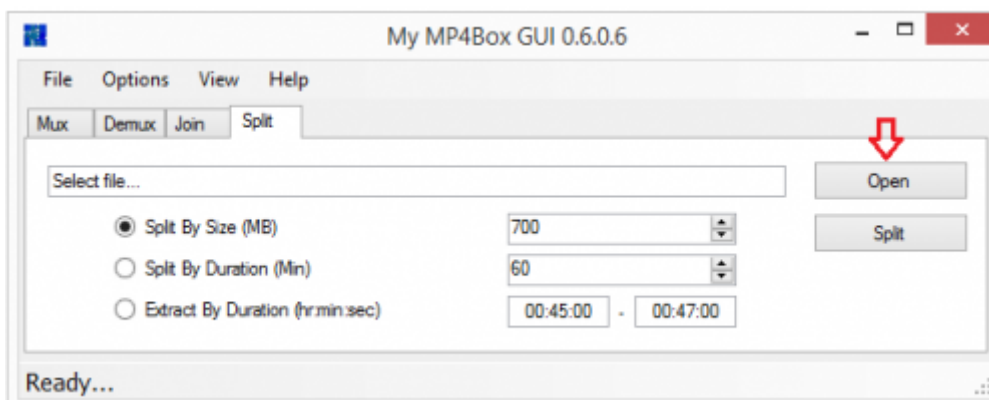 My MP4Box GUI 0.6.0.6
File Options View Help
Mux Demux Join Split
Select file... Open
Split By Size (MB) 700 Split
Split By Duration (Min) 60
Extract By Duration (hr:min:sec) 00:45:00 - 00:47:00
Ready...